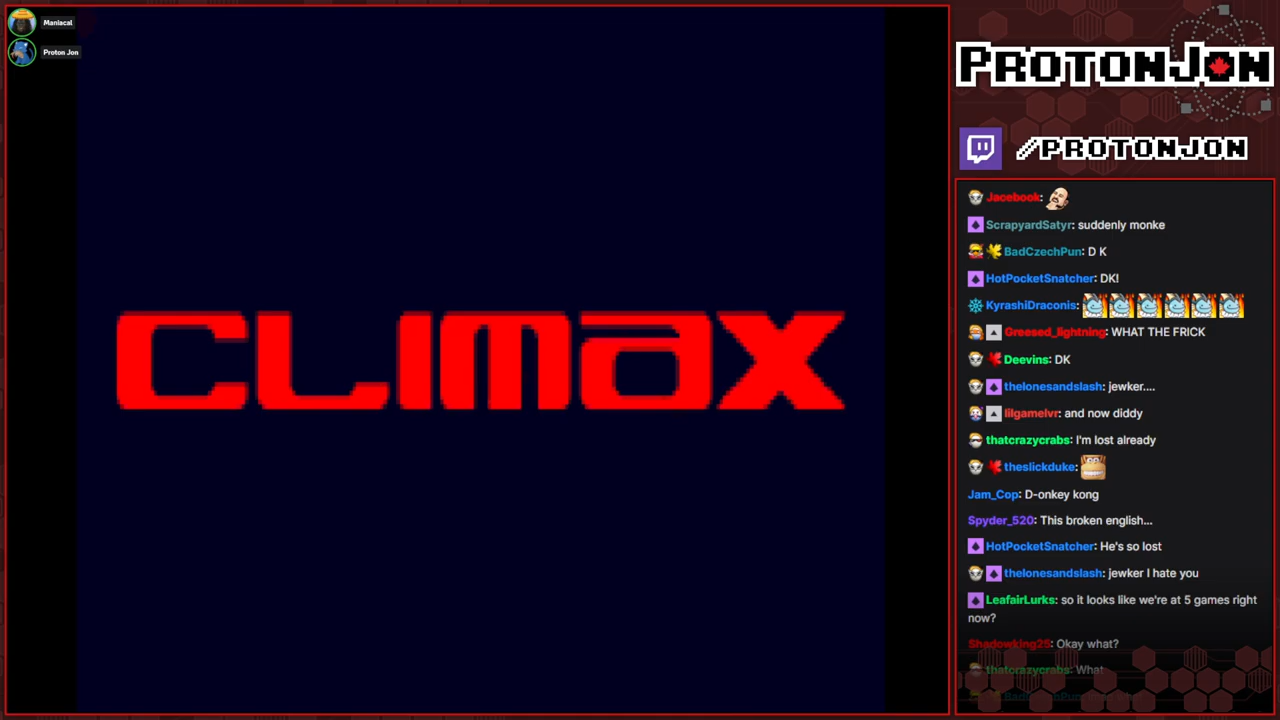 Maniacal
Proton Jon
CLIMAX
PROTONJON
/PROTONJON
Jacebook:
ScrapyardSatyr: suddenly monke
BadCzechPun: D K
HotPocketSnatcher: DK!
KyrashiDraconis:
Greesed_lightning: WHAT THE FRICK
Deevins: DK
thelonesandslash: jewker....
lilgamelvr: and now diddy
thatcrazycrabs: I'm lost already
theslickduke:
Jam_Cop: D-onkey kong
Spyder_520: This broken english...
HotPocketSnatcher: He's so lost
thelonesandslash: jewker I hate you
LeafairLurks: so it looks like we're at 5 games right
now?
Shadowking25: Okay what?
thatcrazycrabs: What